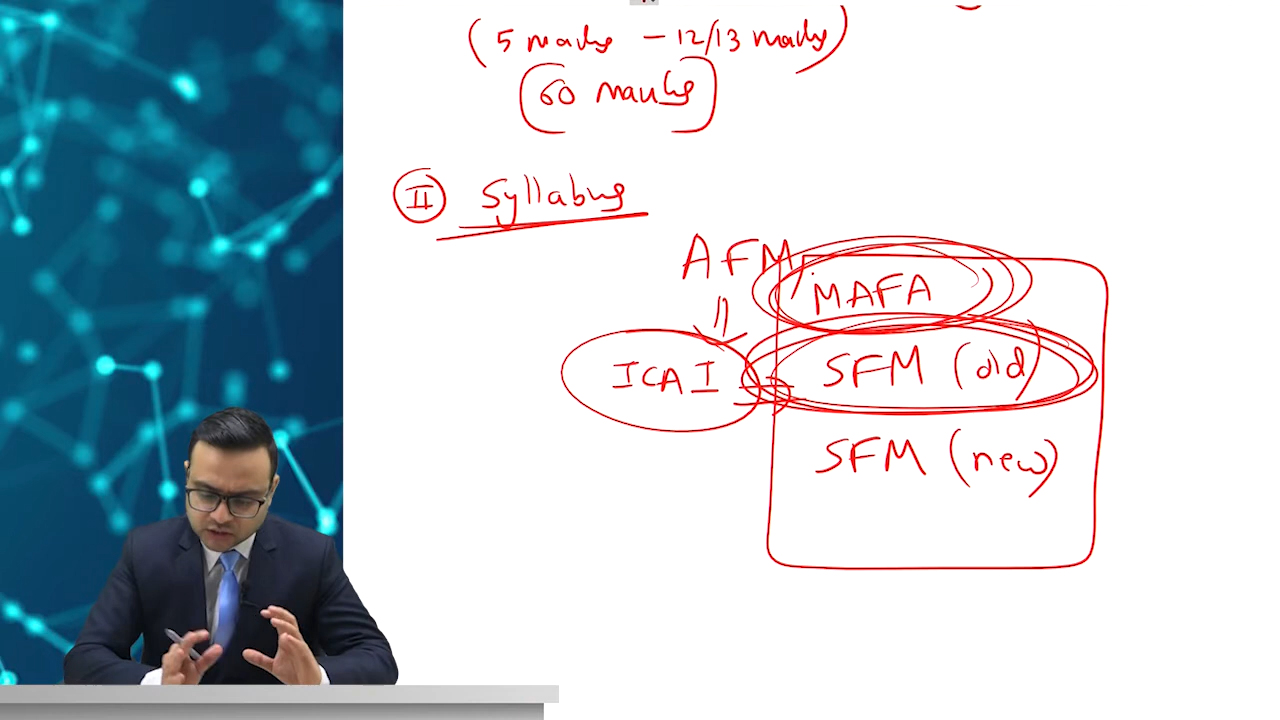 (5 marks - 12/13 marks)
[60 marks]
II Syllabus
AFM,
MAFA
ICAI
SFM (old)
SFM (new)